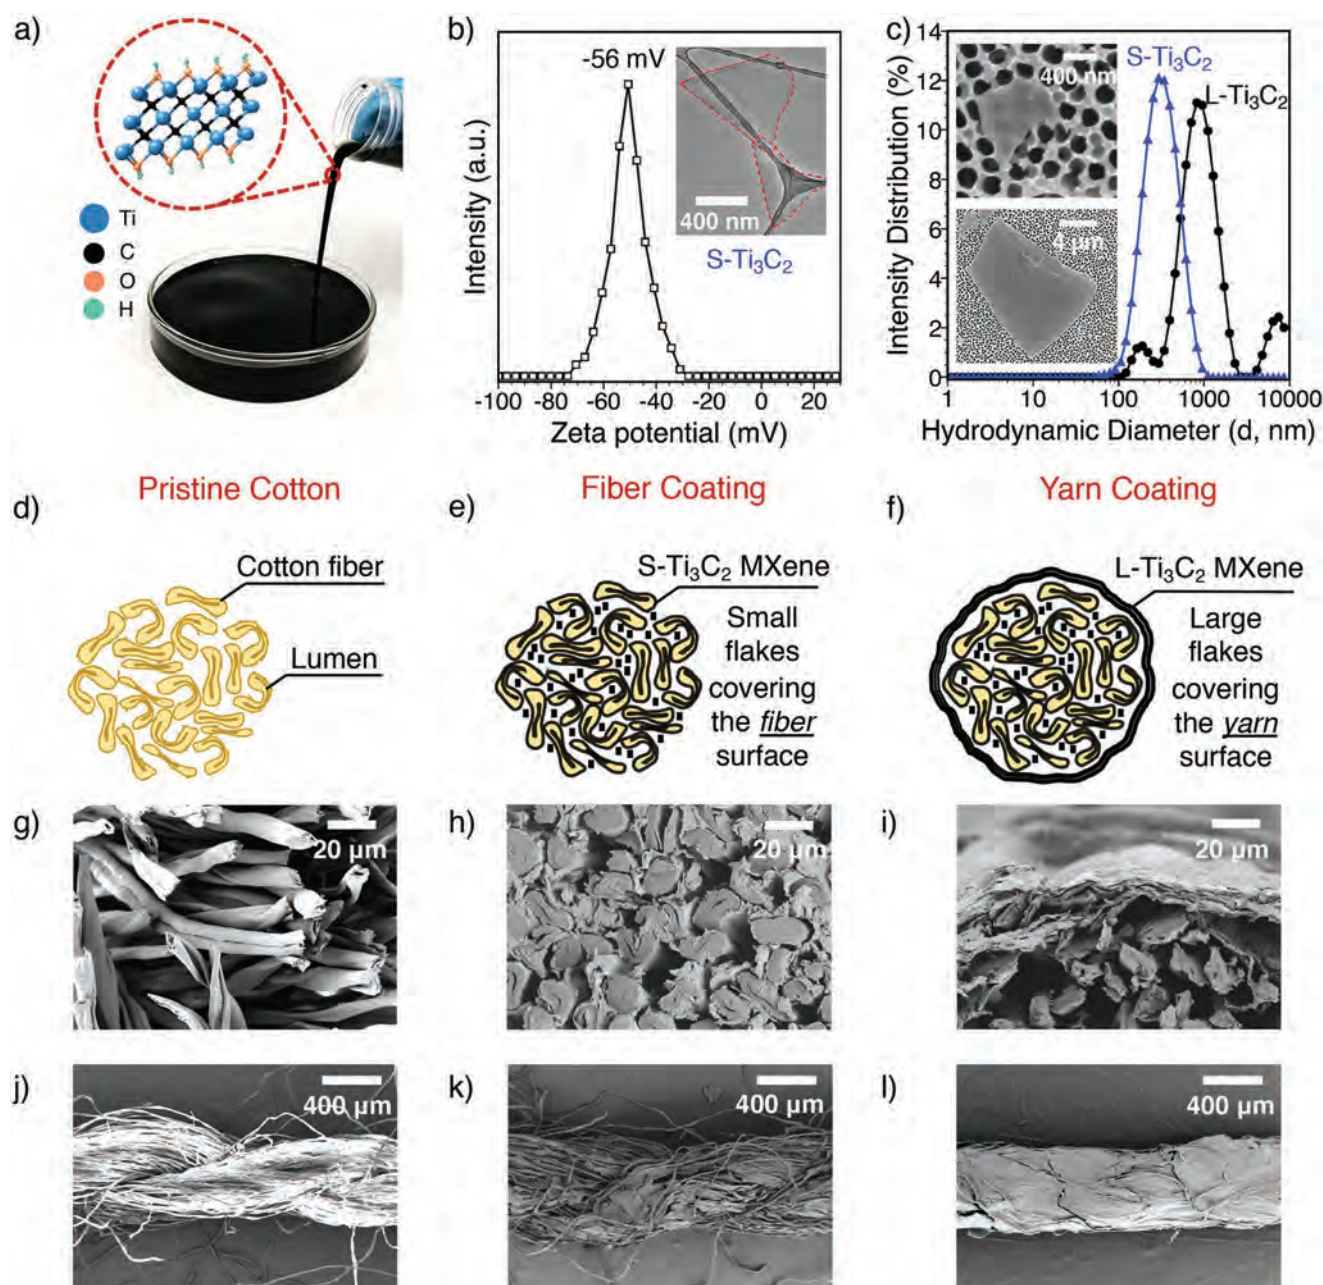 a)
Ti
C
O
H
b)
-56 mV
400 nm
S-Ti₃C₂
Intensity (a.u.)
-100 -80 -60 -40 -20 0 20
Zeta potential (mV)
c)
14
12
10
8
6
4
2
0
S-Ti₃C₂
L-Ti₃C₂
400 nm
4 µm
Intensity Distribution (%)
1 10 100 1000 10000
Hydrodynamic Diameter (d, nm)
Pristine Cotton
d)
Cotton fiber
Lumen
Fiber Coating
e)
S-Ti₃C₂ MXene
Small
flakes
covering
the fiber
surface
Yarn Coating
f)
L-Ti₃C₂ MXene
Large
flakes
covering
the yarn
surface
g)
20 µm
h)
20 µm
i)
20 µm
j)
400 µm
k)
400 µm
l)
400 µm